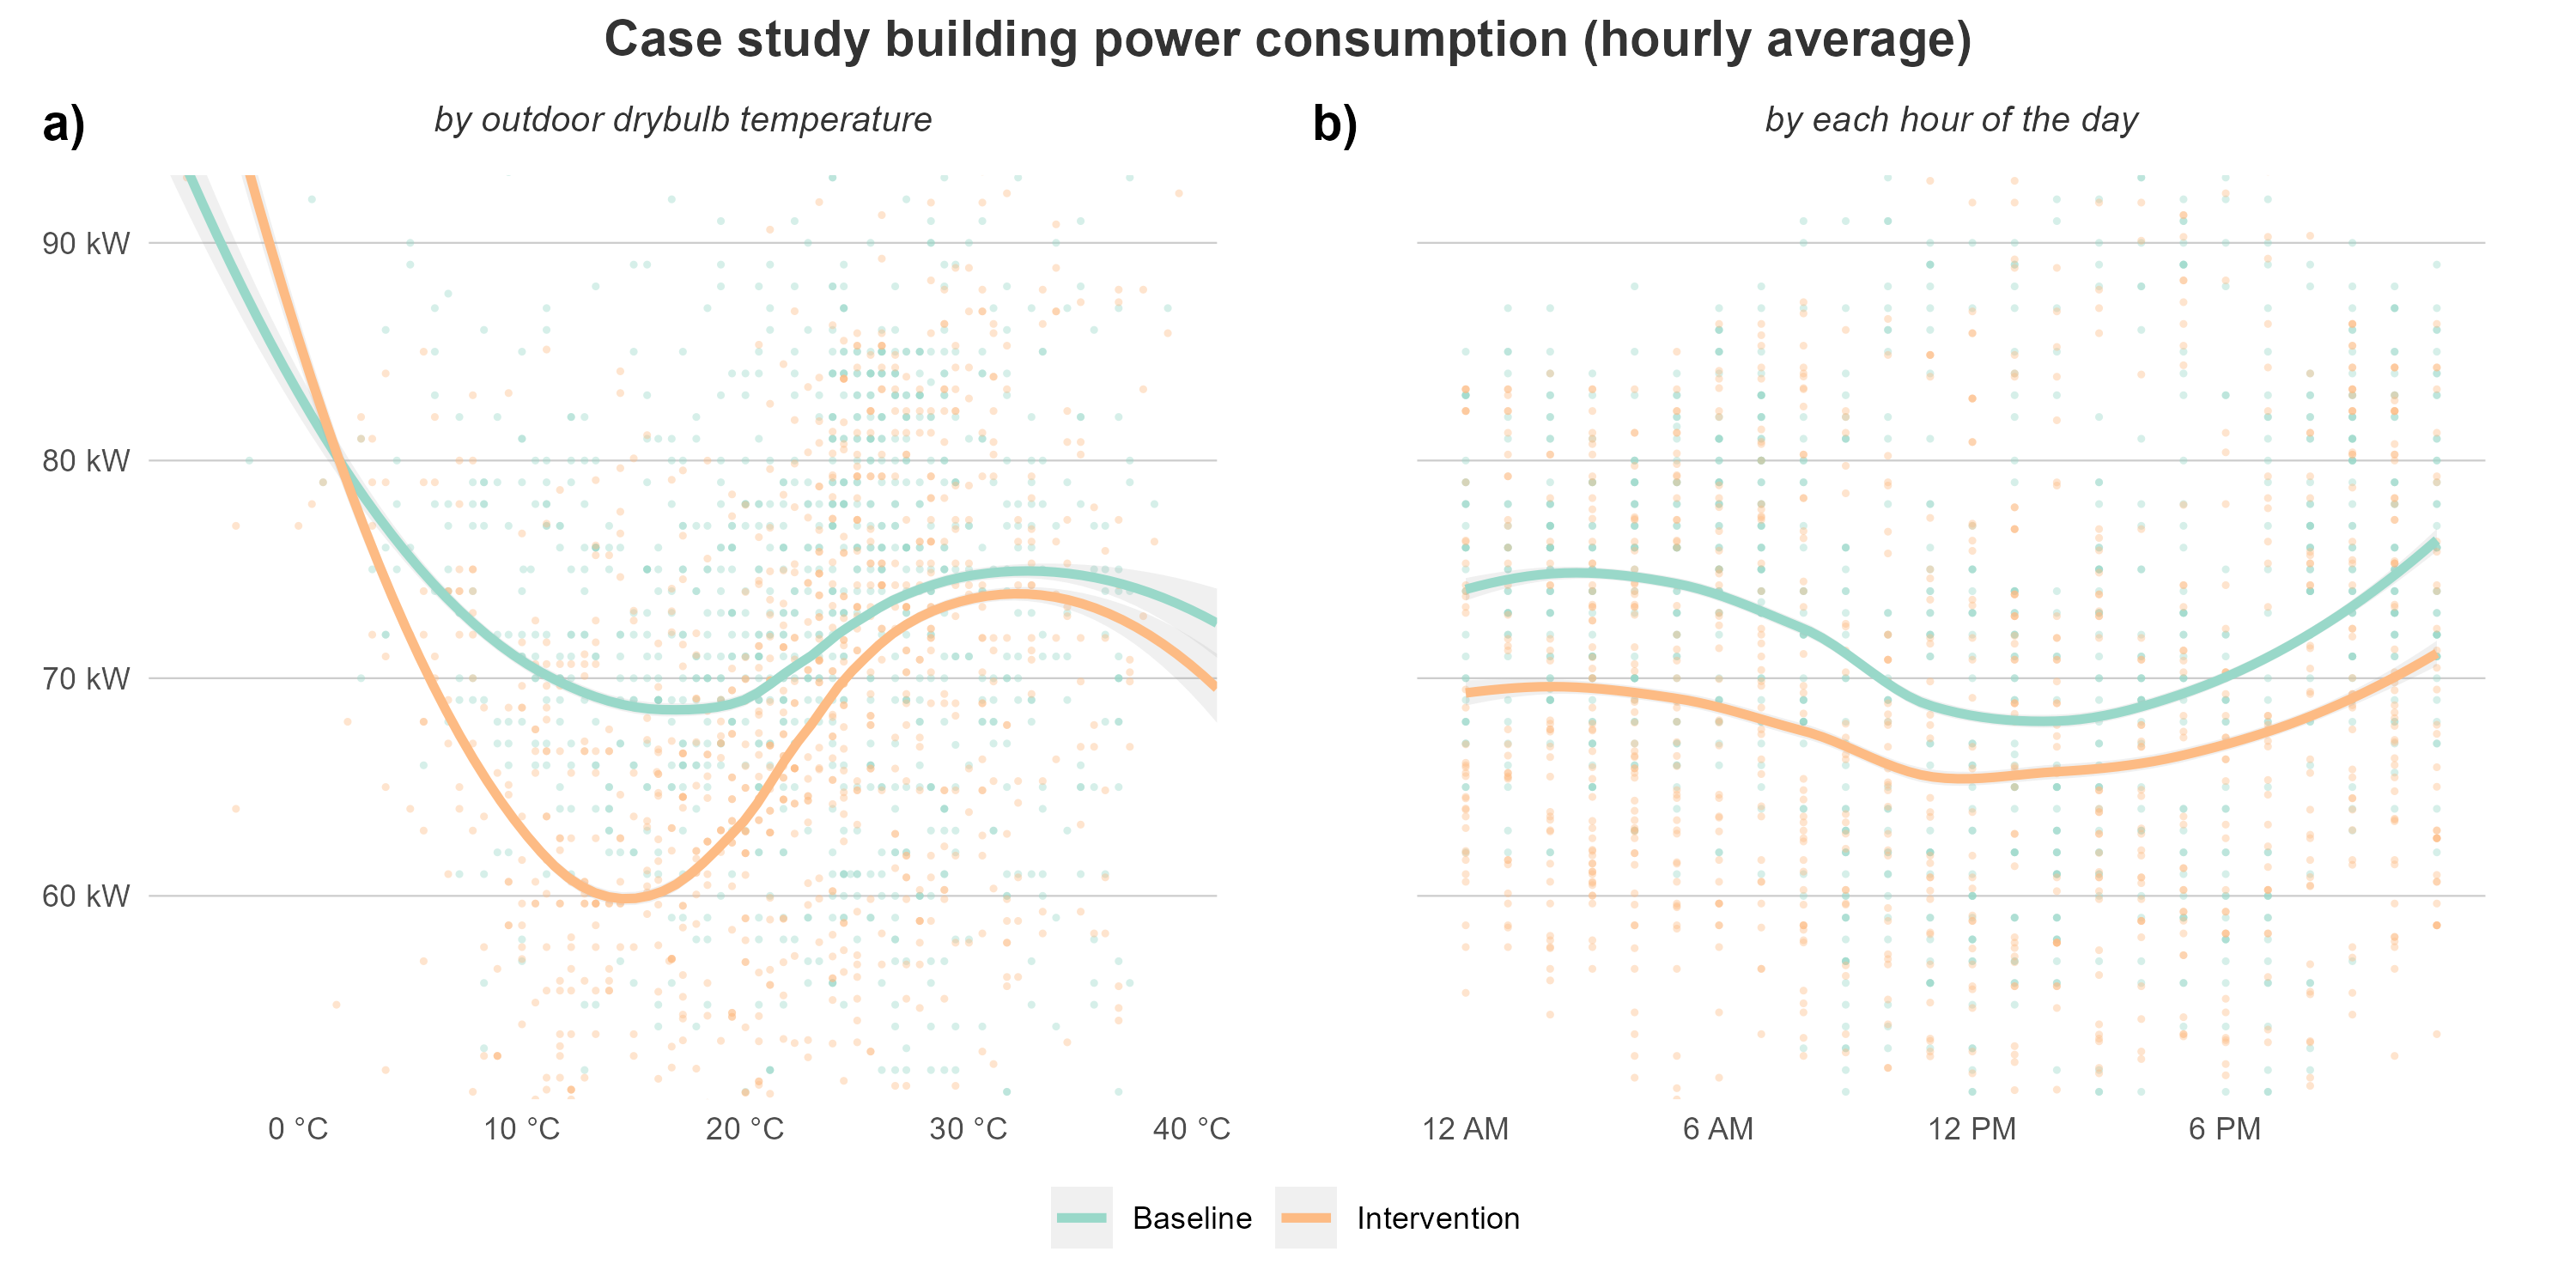 Case study building power consumption (hourly average)
a)
by outdoor drybulb temperature
90 kW
80 kW
70 kW
60 kW
0 °C 10 °C 20 °C 30 °C 40 °C
b)
by each hour of the day
12 AM 6 AM 12 PM 6 PM
Baseline Intervention